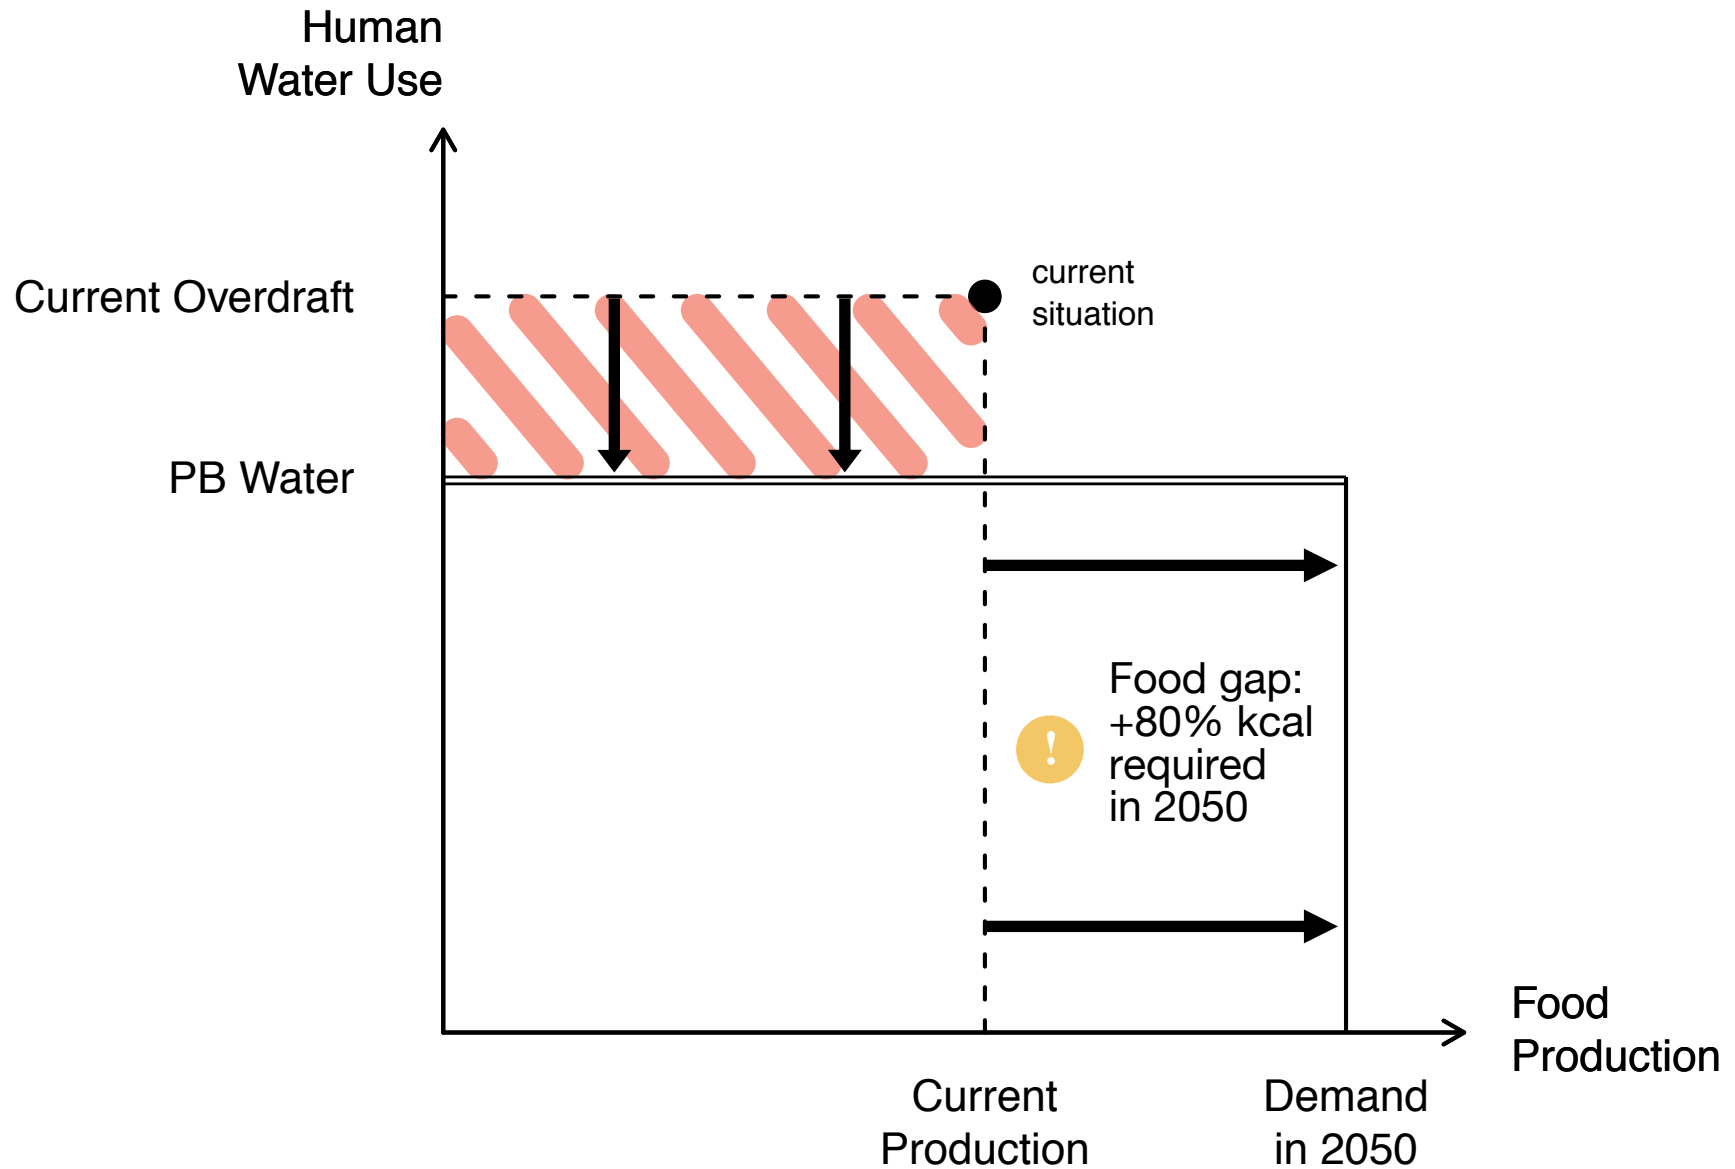 Human
Water Use
Current Overdraft
current
situation
PB Water
Food gap:
+80% kcal
required
in 2050
!
Food
Production
Current
Production
Demand
in 2050